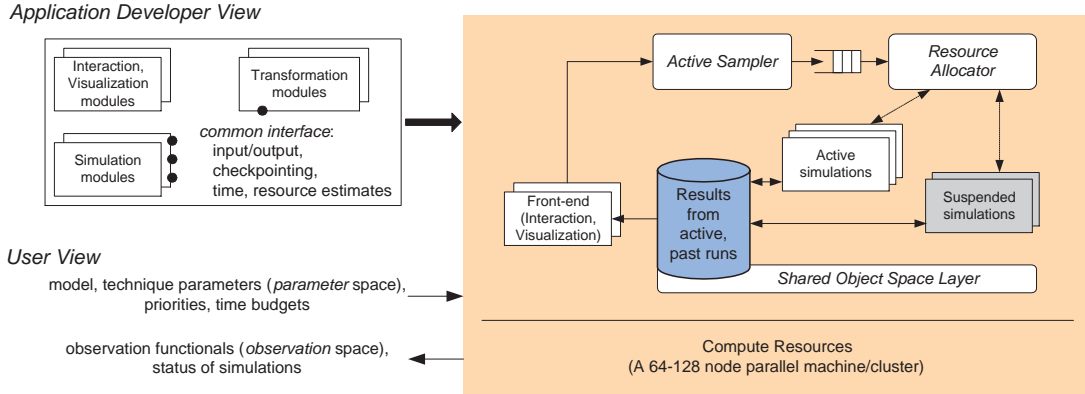 Application Developer View
Interaction,
Visualization
modules
Transformation
modules
common interface:
input/output,
checkpointing,
time, resource estimates
Simulation
modules
User View
model, technique parameters (parameter space),
priorities, time budgets
observation functionals (observation space),
status of simulations
Active Sampler
Resource
Allocator
Active
simulations
Suspended
simulations
Front-end
(Interaction,
Visualization)
Results
from
active,
past runs
Shared Object Space Layer
Compute Resources
(A 64-128 node parallel machine/cluster)